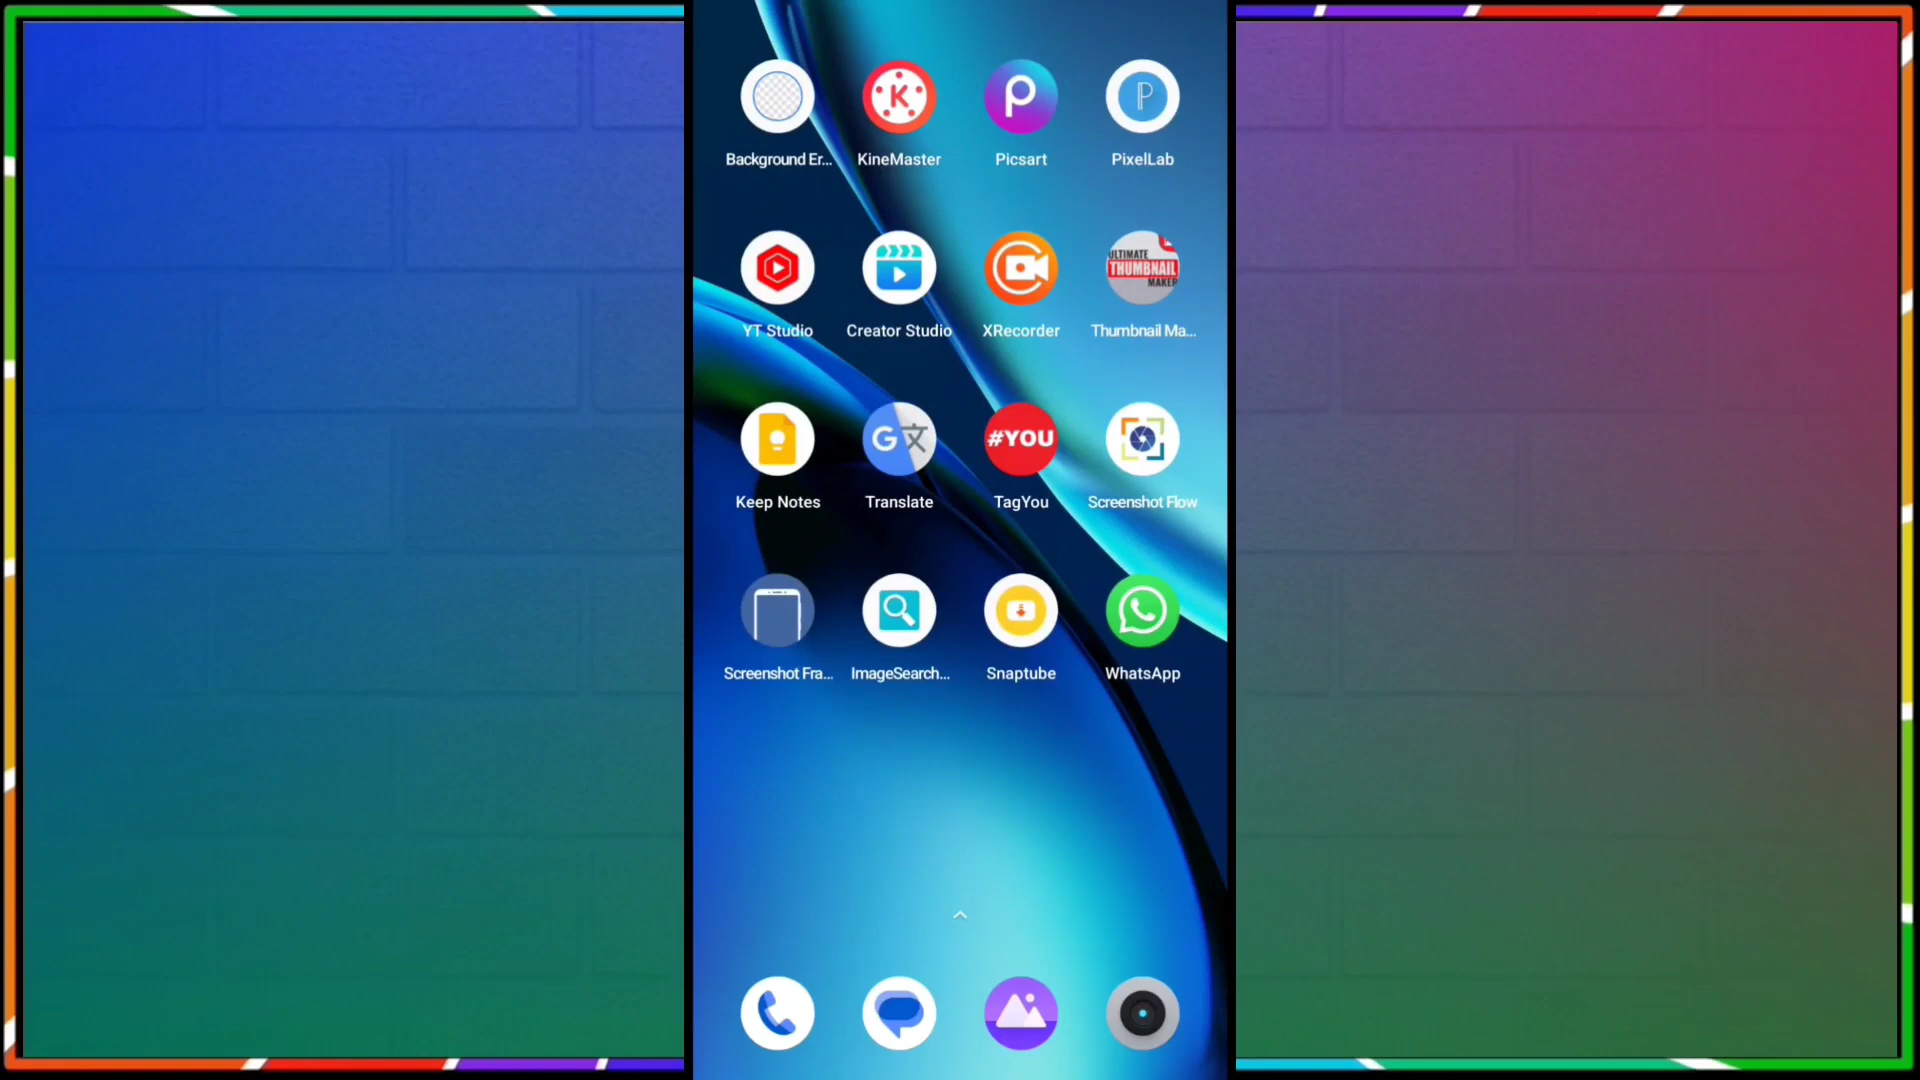 Background Er...
KineMaster
Picsart
PixelLab
ULTIMATE
THUMBNAIL
MAKER
YT Studio
Creator Studio
XRecorder
Thumbnail Ma...
#YOU
Keep Notes
Translate
TagYou
Screenshot Flow
Screenshot Fra...
ImageSearch...
Snaptube
WhatsApp